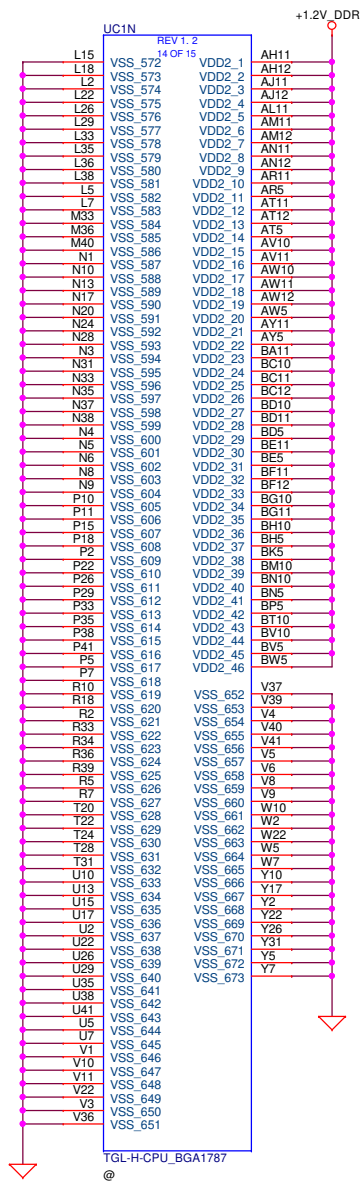 +1.2V_DDR
UC1N
REV 1. 2
14 OF 15
L15 VSS_572 VDD2_1 AH11
L18 VSS_573 VDD2_2 AH12
L2 VSS_574 VDD2_3 AJ11
L22 VSS_575 VDD2_4 AJ12
L26 VSS_576 VDD2_5 AL11
L29 VSS_577 VDD2_6 AM11
L33 VSS_578 VDD2_7 AM12
L35 VSS_579 VDD2_8 AN11
L36 VSS_580 VDD2_9 AN12
L38 VSS_581 VDD2_10 AR11
L5 VSS_582 VDD2_11 AR5
L7 VSS_583 VDD2_12 AT11
M33 VSS_584 VDD2_13 AT12
M36 VSS_585 VDD2_14 AT5
M40 VSS_586 VDD2_15 AV10
N1 VSS_587 VDD2_16 AV11
N10 VSS_588 VDD2_17 AW10
N13 VSS_589 VDD2_18 AW11
N17 VSS_590 VDD2_19 AW12
N20 VSS_591 VDD2_20 AW5
N24 VSS_592 VDD2_21 AY11
N28 VSS_593 VDD2_22 AY5
N3 VSS_594 VDD2_23 BA11
N31 VSS_595 VDD2_24 BC10
N33 VSS_596 VDD2_25 BC11
N35 VSS_597 VDD2_26 BC12
N37 VSS_598 VDD2_27 BD10
N38 VSS_599 VDD2_28 BD11
N4 VSS_600 VDD2_29 BD5
N5 VSS_601 VDD2_30 BE11
N6 VSS_602 VDD2_31 BE5
N8 VSS_603 VDD2_32 BF11
N9 VSS_604 VDD2_33 BF12
P10 VSS_605 VDD2_34 BG10
P11 VSS_606 VDD2_35 BG11
P15 VSS_607 VDD2_36 BH10
P18 VSS_608 VDD2_37 BH5
P2 VSS_609 VDD2_38 BK5
P22 VSS_610 VDD2_39 BM10
P26 VSS_611 VDD2_40 BN10
P29 VSS_612 VDD2_41 BN5
P33 VSS_613 VDD2_42 BP5
P35 VSS_614 VDD2_43 BT10
P38 VSS_615 VDD2_44 BV10
P41 VSS_616 VDD2_45 BV5
P5 VSS_617 VDD2_46 BW5
P7 VSS_618
R10 VSS_619 VSS_652 V37
R18 VSS_620 VSS_653 V39
R2 VSS_621 VSS_654 V4
R33 VSS_622 VSS_655 V40
R34 VSS_623 VSS_656 V41
R36 VSS_624 VSS_657 V5
R39 VSS_625 VSS_658 V6
R5 VSS_626 VSS_659 V8
R7 VSS_627 VSS_660 V9
T20 VSS_628 VSS_661 W10
T22 VSS_629 VSS_662 W2
T24 VSS_630 VSS_663 W22
T28 VSS_631 VSS_664 W5
T31 VSS_632 VSS_665 W7
U10 VSS_633 VSS_666 Y10
U13 VSS_634 VSS_667 Y17
U15 VSS_635 VSS_668 Y2
U17 VSS_636 VSS_669 Y22
U2 VSS_637 VSS_670 Y26
U22 VSS_638 VSS_671 Y31
U26 VSS_639 VSS_672 Y5
U29 VSS_640 VSS_673 Y7
U35 VSS_641
U38 VSS_642
U41 VSS_643
U5 VSS_644
U7 VSS_645
V1 VSS_646
V10 VSS_647
V11 VSS_648
V22 VSS_649
V3 VSS_650
V36 VSS_651
TGL-H-CPU_BGA1787
@